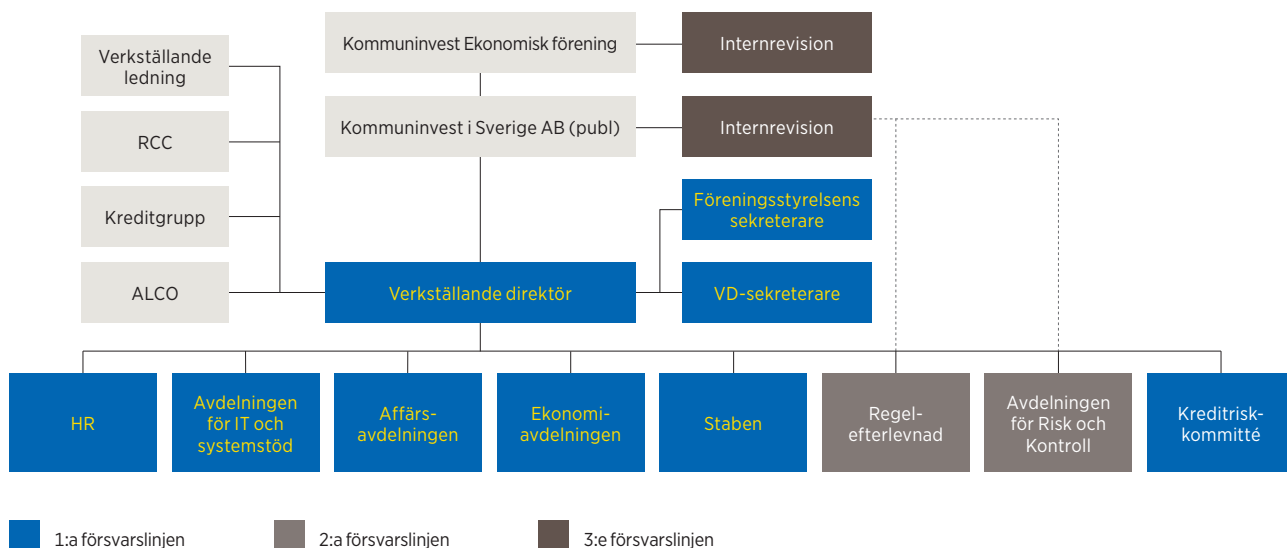 Verkställande
ledning
RCC
Kreditgrupp
ALCO
Kommuninvest Ekonomisk förening
Internrevision
Kommuninvest i Sverige AB (publ)
Internrevision
Föreningsstyrelsens
sekreterare
Verkställande direktör
VD-sekreterare
HR
Avdelningen
för IT och
systemstöd
Affärs-
avdelningen
Ekonomi-
avdelningen
Staben
Regel-
efterlevnad
Avdelningen
för Risk och
Kontroll
Kreditrisk-
kommitté
1:a försvarslinjen
2:a försvarslinjen
3:e försvarslinjen